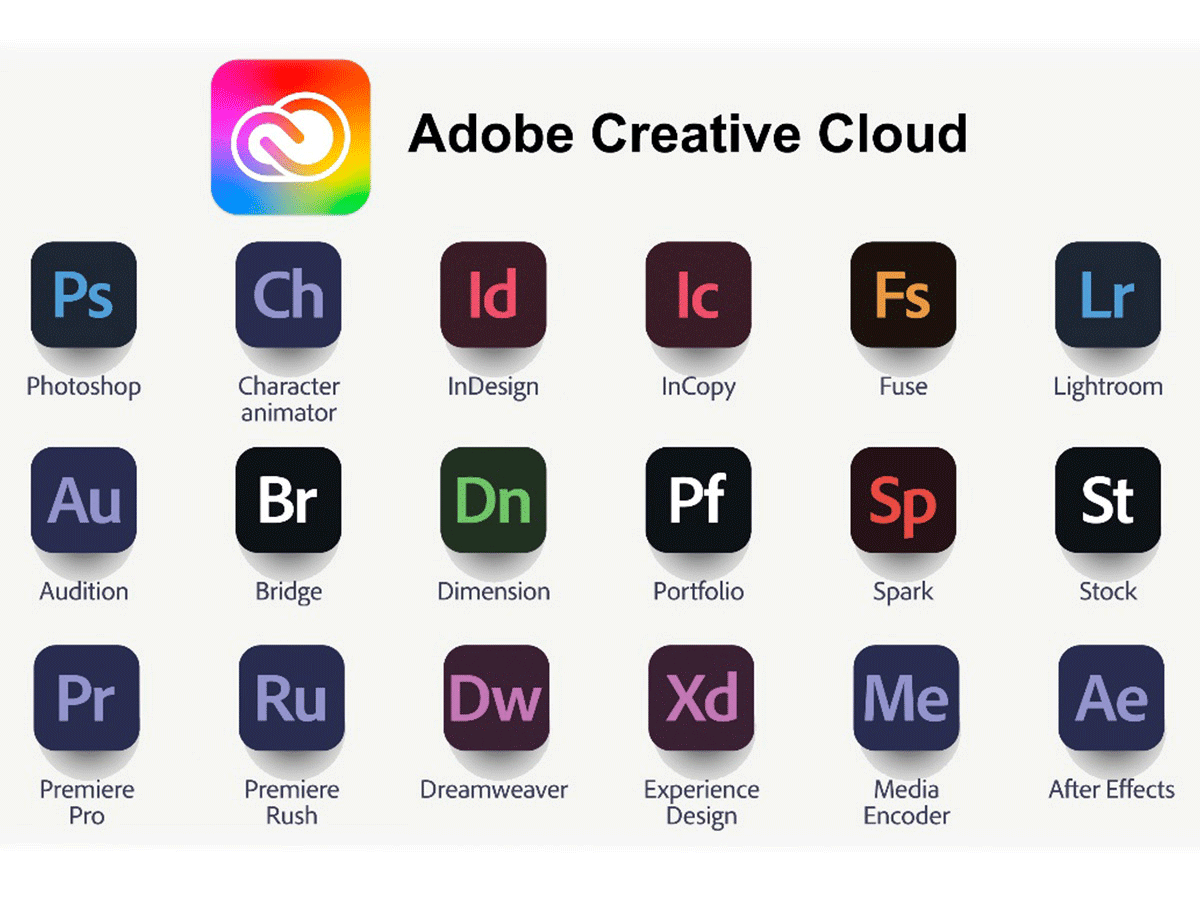 Adobe Creative Cloud
Ps
Ch
Id
Ic
Fs
Lr
Photoshop
Character
animator
InDesign
InCopy
Fuse
Lightroom
Au
Br
Dn
Pf
Sp
St
Audition
Bridge
Dimension
Portfolio
Spark
Stock
Pr
Ru
Dw
Xd
Me
Ae
Premiere
Pro
Premiere
Rush
Dreamweaver
Experience
Design
Media
Encoder
After Effects